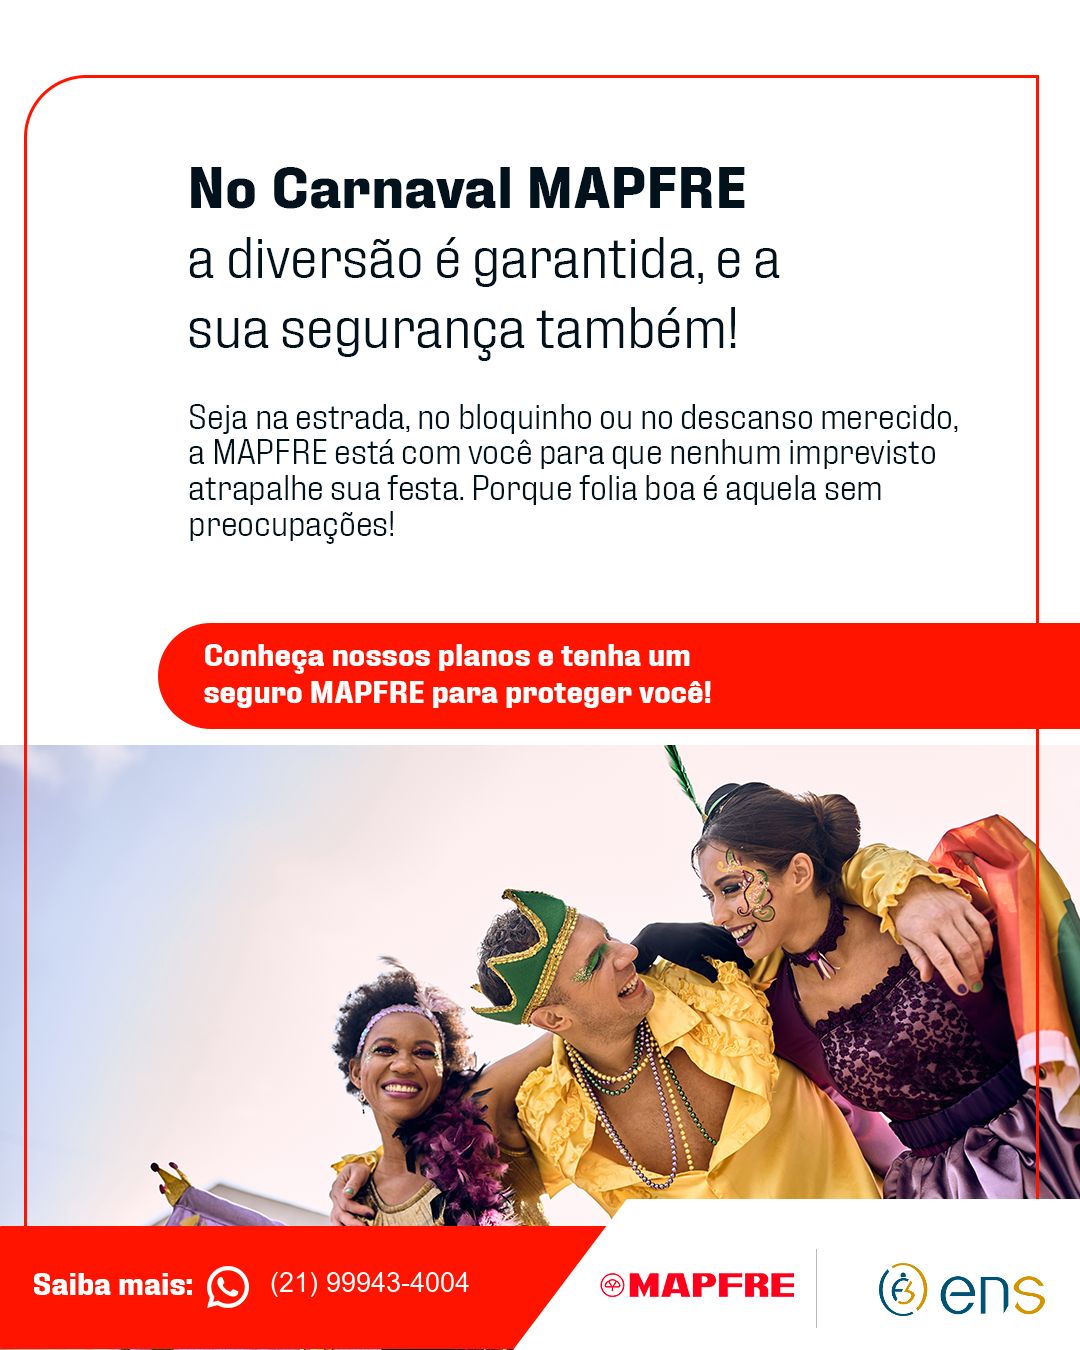 No Carnaval MAPFRE
a diversão é garantida, e a
sua segurança também!
Seja na estrada, no bloquinho ou no descanso merecido,
a MAPFRE está com você para que nenhum imprevisto
atrapalhe sua festa. Porque folia boa é aquela sem
preocupações!
Conheça nossos planos e tenha um
seguro MAPFRE para proteger você!
Saiba mais: (21) 99943-4004
MAPFRE
ens